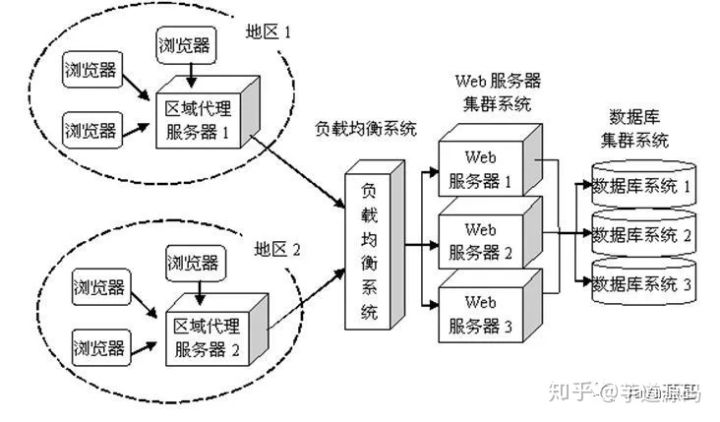 地区 1
浏览器
浏览器
浏览器
区域代理
服务器 1
地区 2
浏览器
浏览器
浏览器
区域代理
服务器 2
负载均衡系统
负载均衡系统
Web 服务器
集群系统
Web
服务器 1
Web
服务器 2
Web
服务器 3
数据库
集群系统
数据库系统 1
数据库系统 2
数据库系统 3
知乎 @芋道源码